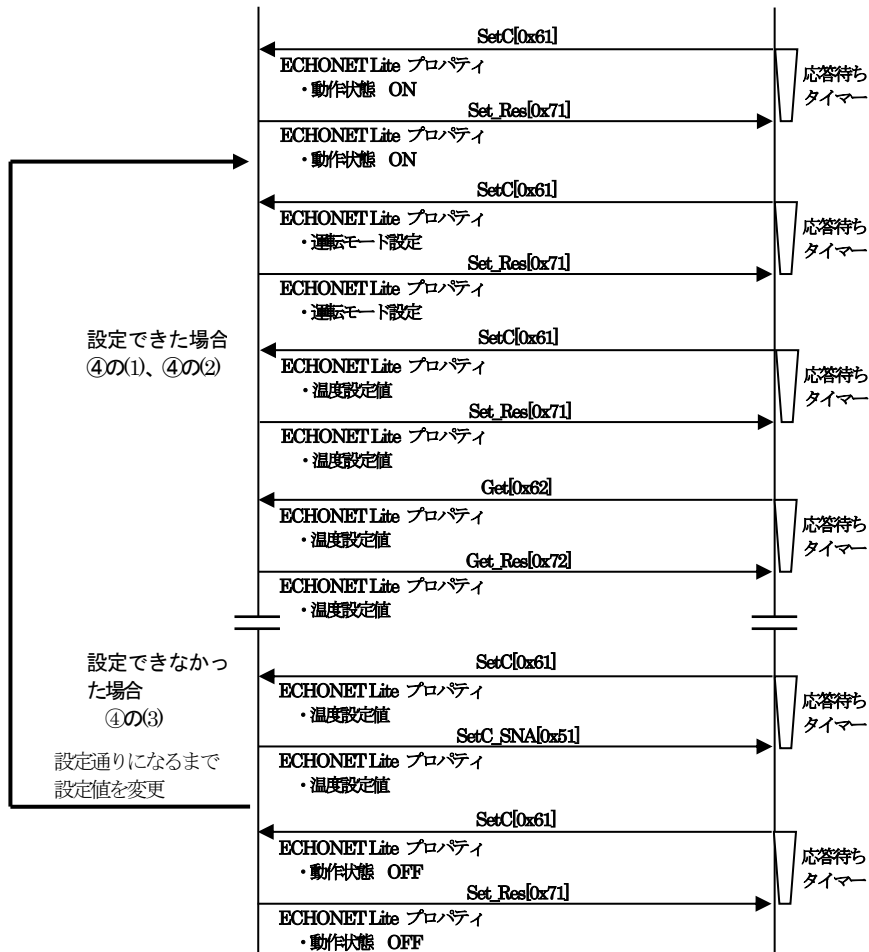 SetC[0x61]
ECHONET Lite プロパティ
・動作状態 ON
応答待ち
タイマー
Set_Res[0x71]
ECHONET Lite プロパティ
・動作状態 ON
SetC[0x61]
ECHONET Lite プロパティ
・運転モード設定
応答待ち
タイマー
Set_Res[0x71]
ECHONET Lite プロパティ
・運転モード設定
設定できた場合
④の(1)、④の(2)
SetC[0x61]
ECHONET Lite プロパティ
・温度設定値
応答待ち
タイマー
Set_Res[0x71]
ECHONET Lite プロパティ
・温度設定値
Get[0x62]
ECHONET Lite プロパティ
・温度設定値
応答待ち
タイマー
Get_Res[0x72]
ECHONET Lite プロパティ
・温度設定値
設定できなかっ
た場合
④の(3)
設定通りになるまで
設定値を変更
SetC[0x61]
ECHONET Lite プロパティ
・温度設定値
応答待ち
タイマー
SetC_SNA[0x51]
ECHONET Lite プロパティ
・温度設定値
SetC[0x61]
ECHONET Lite プロパティ
・動作状態 OFF
応答待ち
タイマー
Set_Res[0x71]
ECHONET Lite プロパティ
・動作状態 OFF